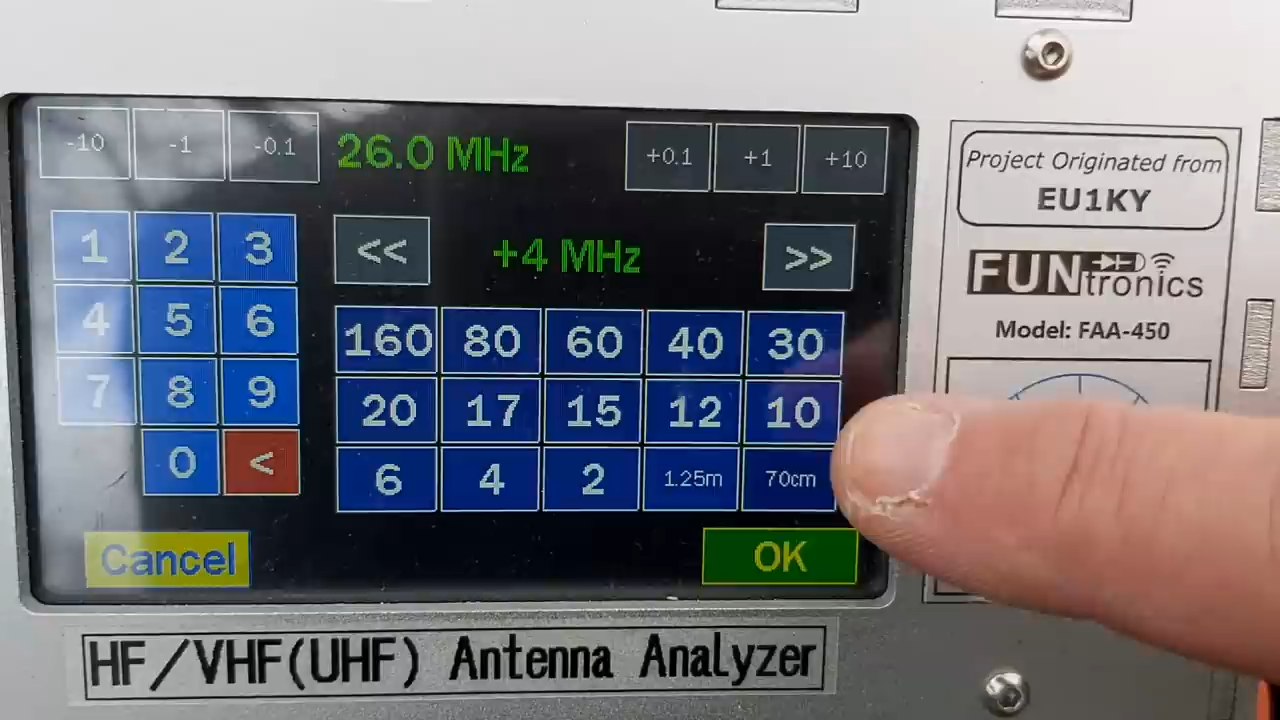 -10 -1 -0.1 26.0 MHz +0.1 +1 +10
1 2 3 << +4 MHz >>
4 5 6 160 80 60 40 30
7 8 9 20 17 15 12 10
0 < 6 4 2 1.25m 70cm
Cancel OK
HF/VHF(UHF) Antenna Analyzer
Project Originated from
EU1KY
FUNtronics
Model: FAA-450